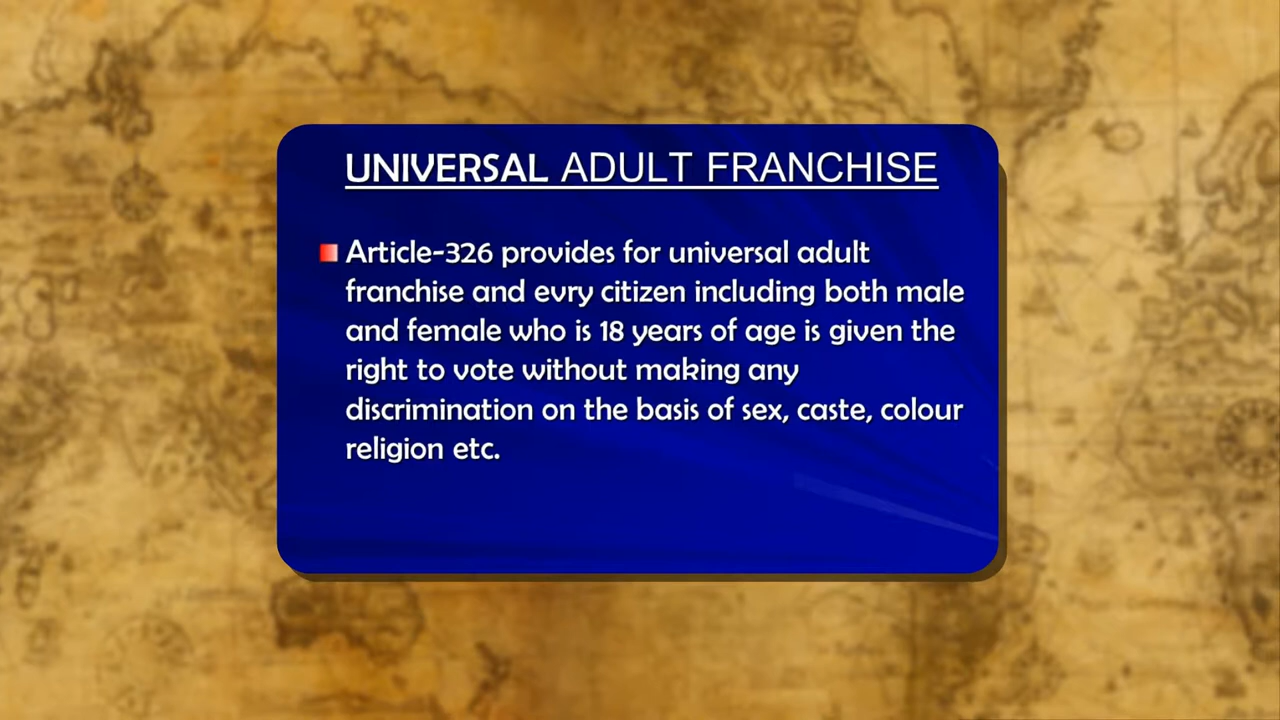 UNIVERSAL ADULT FRANCHISE
Article-326 provides for universal adult
franchise and evry citizen including both male
and female who is 18 years of age is given the
right to vote without making any
discrimination on the basis of sex, caste, colour
religion etc.